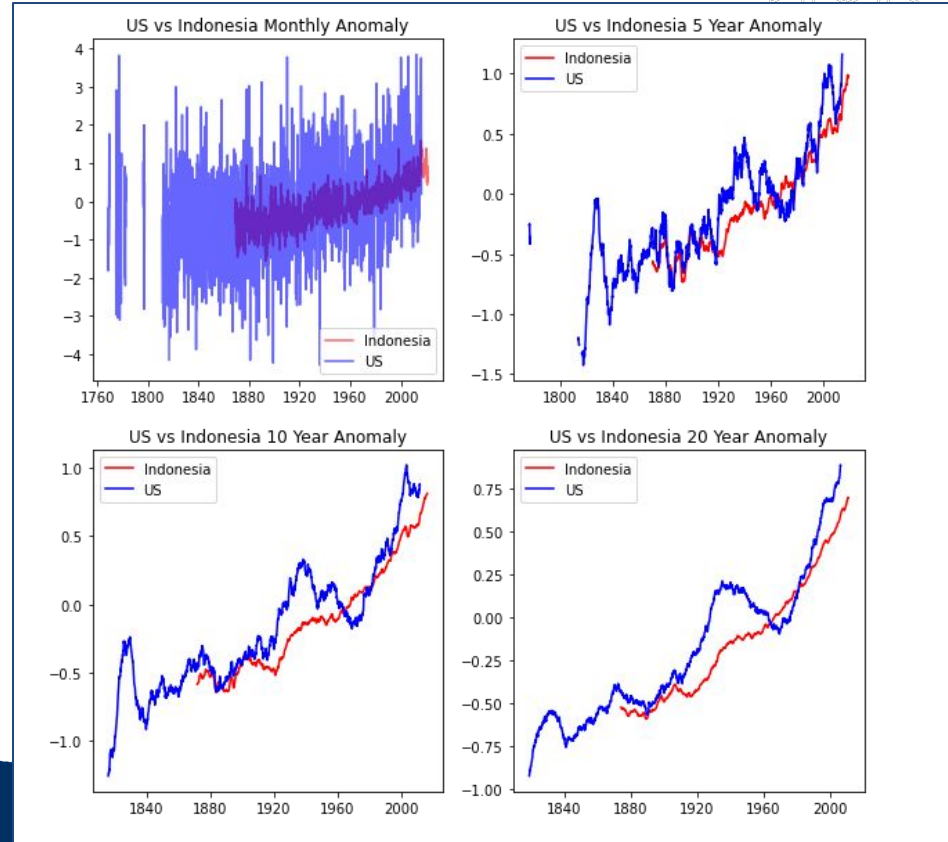 US vs Indonesia Monthly Anomaly
4
3
2
1
0
−1
−2
−3
−4
Indonesia
US
1760 1800 1840 1880 1920 1960 2000
US vs Indonesia 5 Year Anomaly
Indonesia
US
1.0
0.5
0.0
−0.5
−1.0
−1.5
1800 1840 1880 1920 1960 2000
US vs Indonesia 10 Year Anomaly
Indonesia
US
1.0
0.5
0.0
−0.5
−1.0
1840 1880 1920 1960 2000
US vs Indonesia 20 Year Anomaly
Indonesia
US
0.75
0.50
0.25
0.00
−0.25
−0.50
−0.75
−1.00
1840 1880 1920 1960 2000